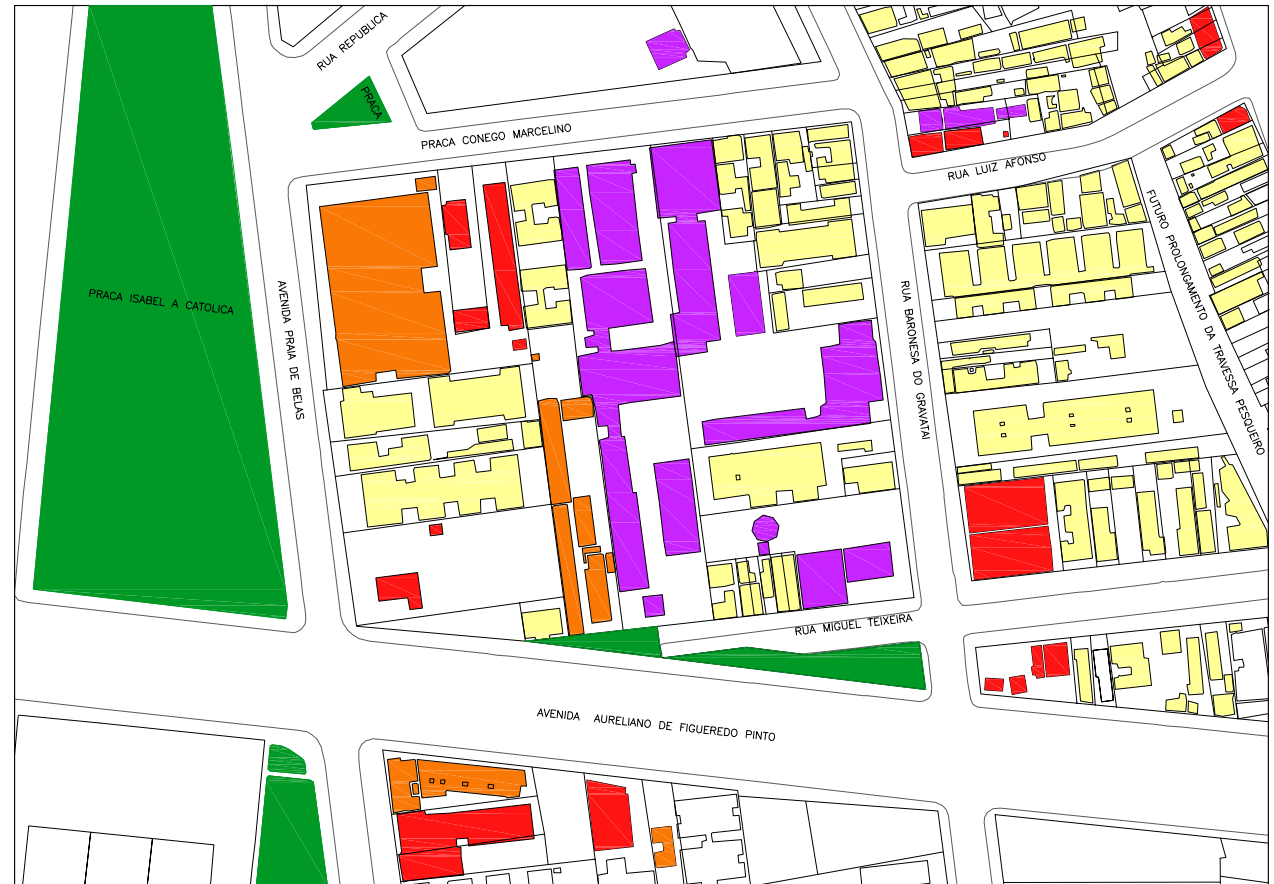 RUA REPUBLICA
PRACA
PRACA CONEGO MARCELINO
RUA LUIZ AFONSO
FUTURO PROLONGAMENTO DA TRAVESSA PESQUEIRO
PRACA ISABEL A CATOLICA
AVENIDA PRAIA DE BELAS
RUA BARONESA DO GRAVATAI
RUA MIGUEL TEIXEIRA
AVENIDA AURELIANO DE FIGUEREDO PINTO